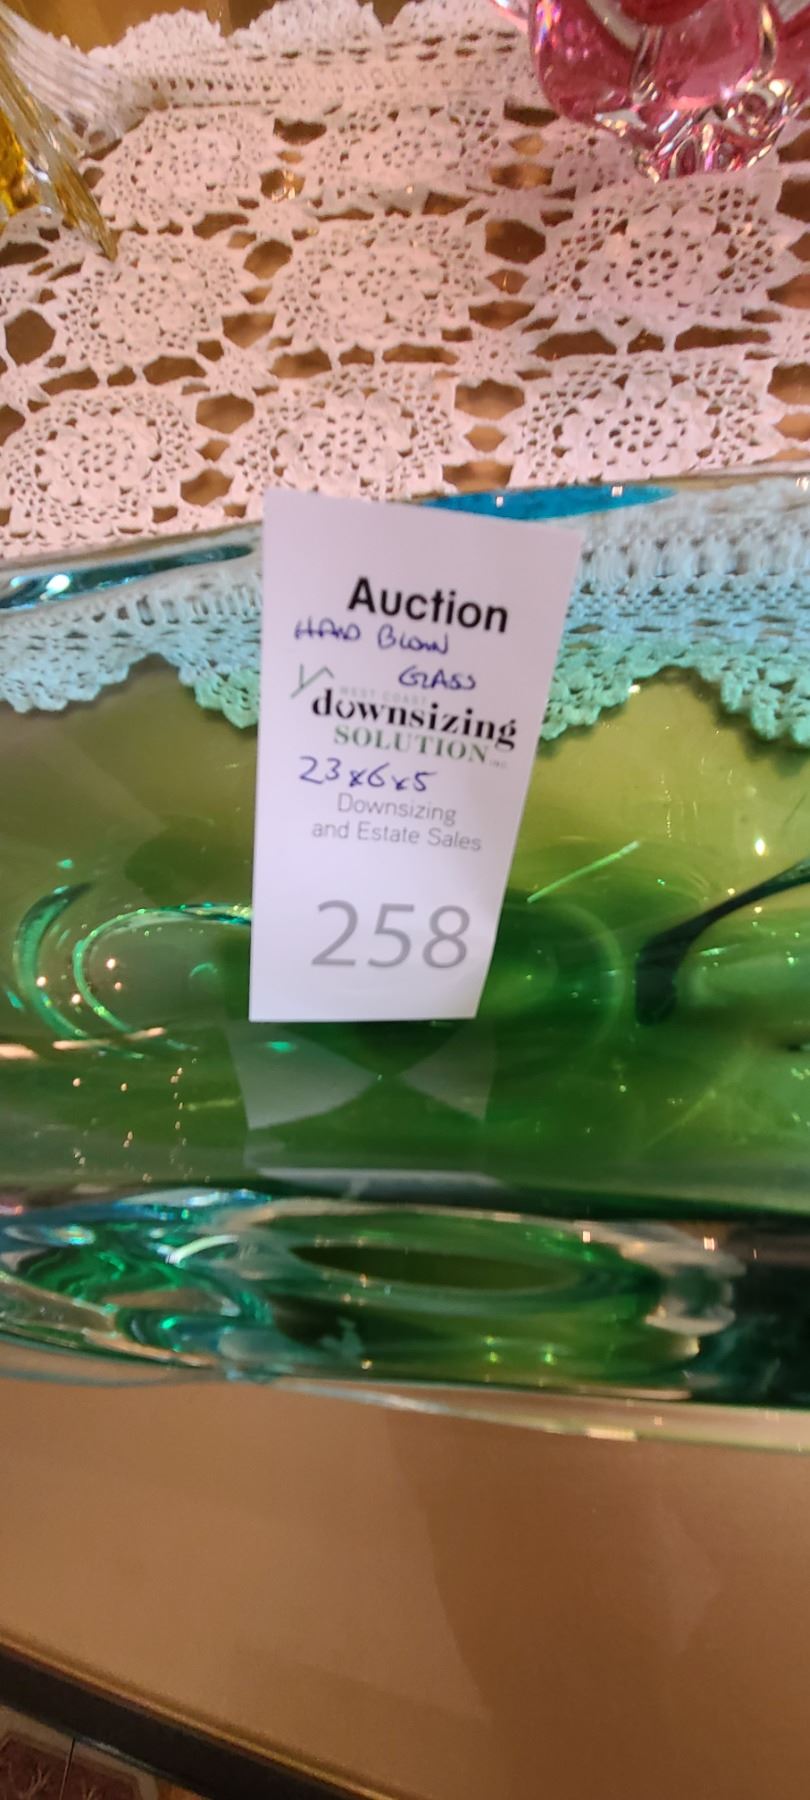 Auction
HAND BLOWN
GLASS
WEST COAST
downsizing
SOLUTION INC.
23x6x5
Downsizing
and Estate Sales
258